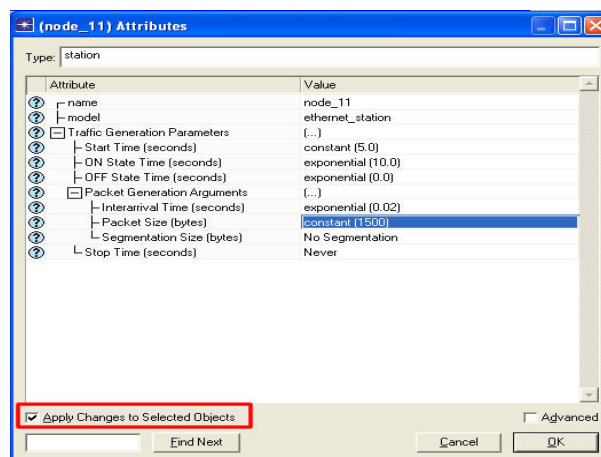 (node_11) Attributes
Type: station
Attribute Value
name node_11
model ethernet_station
Traffic Generation Parameters (...)
Start Time (seconds) constant (5.0)
ON State Time (seconds) exponential (10.0)
OFF State Time (seconds) exponential (0.0)
Packet Generation Arguments (...)
Interarrival Time (seconds) exponential (0.02)
Packet Size (bytes) constant (1500)
Segmentation Size (bytes) No Segmentation
Stop Time (seconds) Never
Apply Changes to Selected Objects Advanced
Find Next Cancel OK